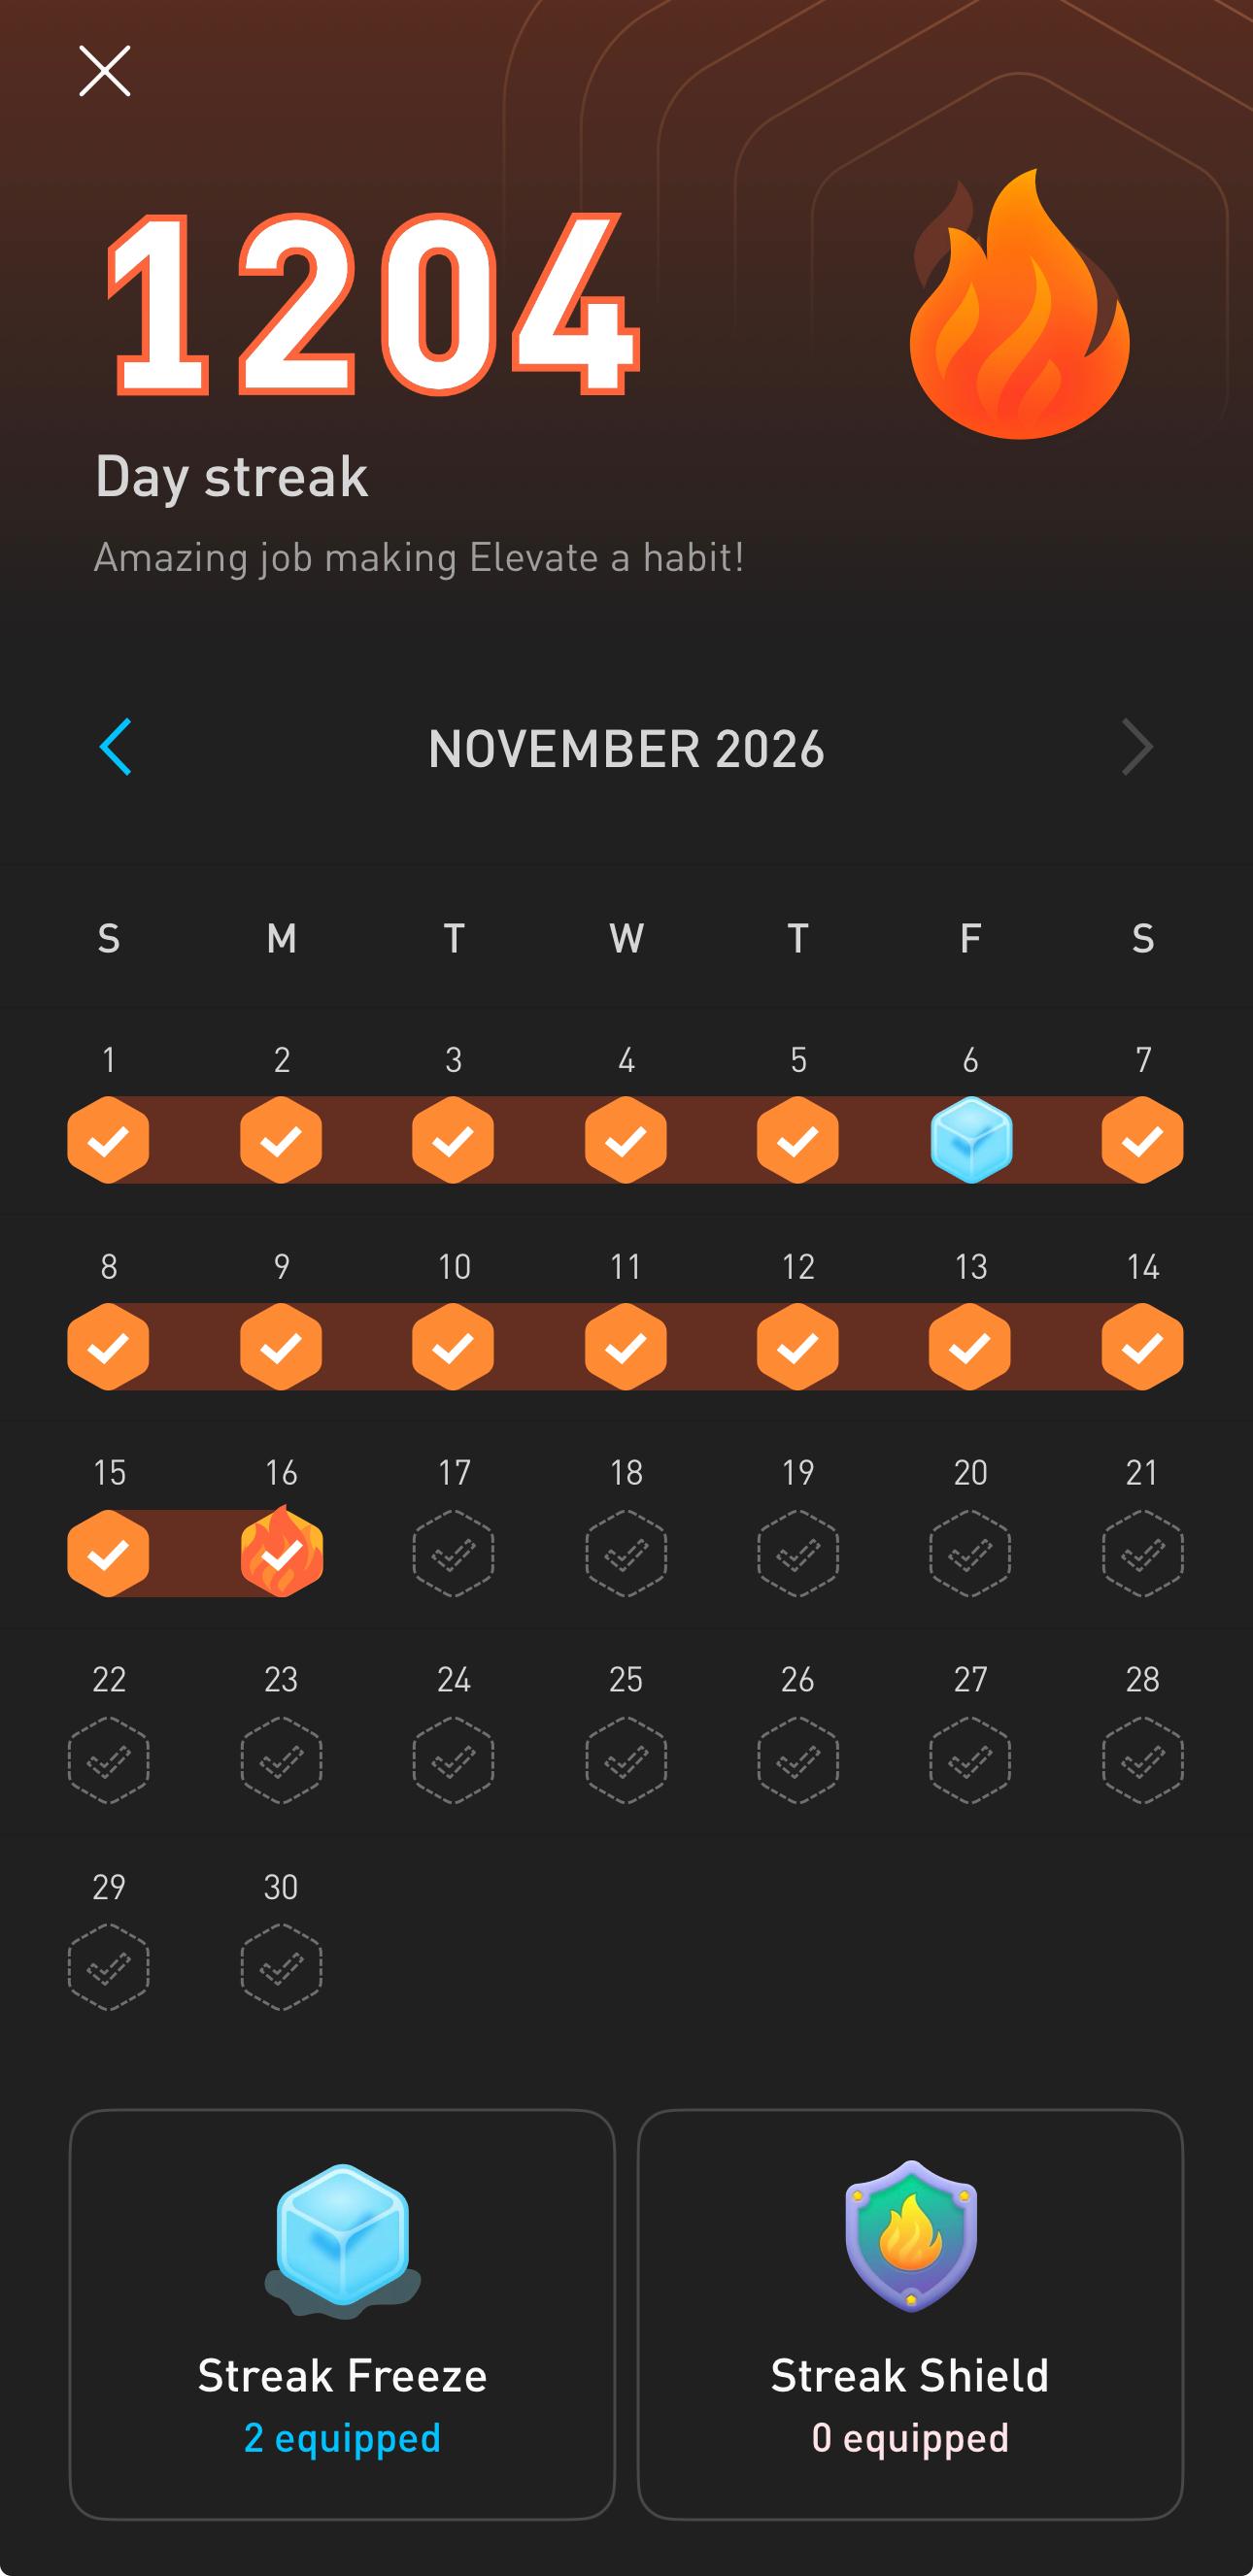 1204
Day streak
Amazing job making Elevate a habit!
NOVEMBER 2026
S M T W T F S
1 2 3 4 5 6 7
8 9 10 11 12 13 14
15 16 17 18 19 20 21
22 23 24 25 26 27 28
29 30
Streak Freeze
2 equipped
Streak Shield
0 equipped